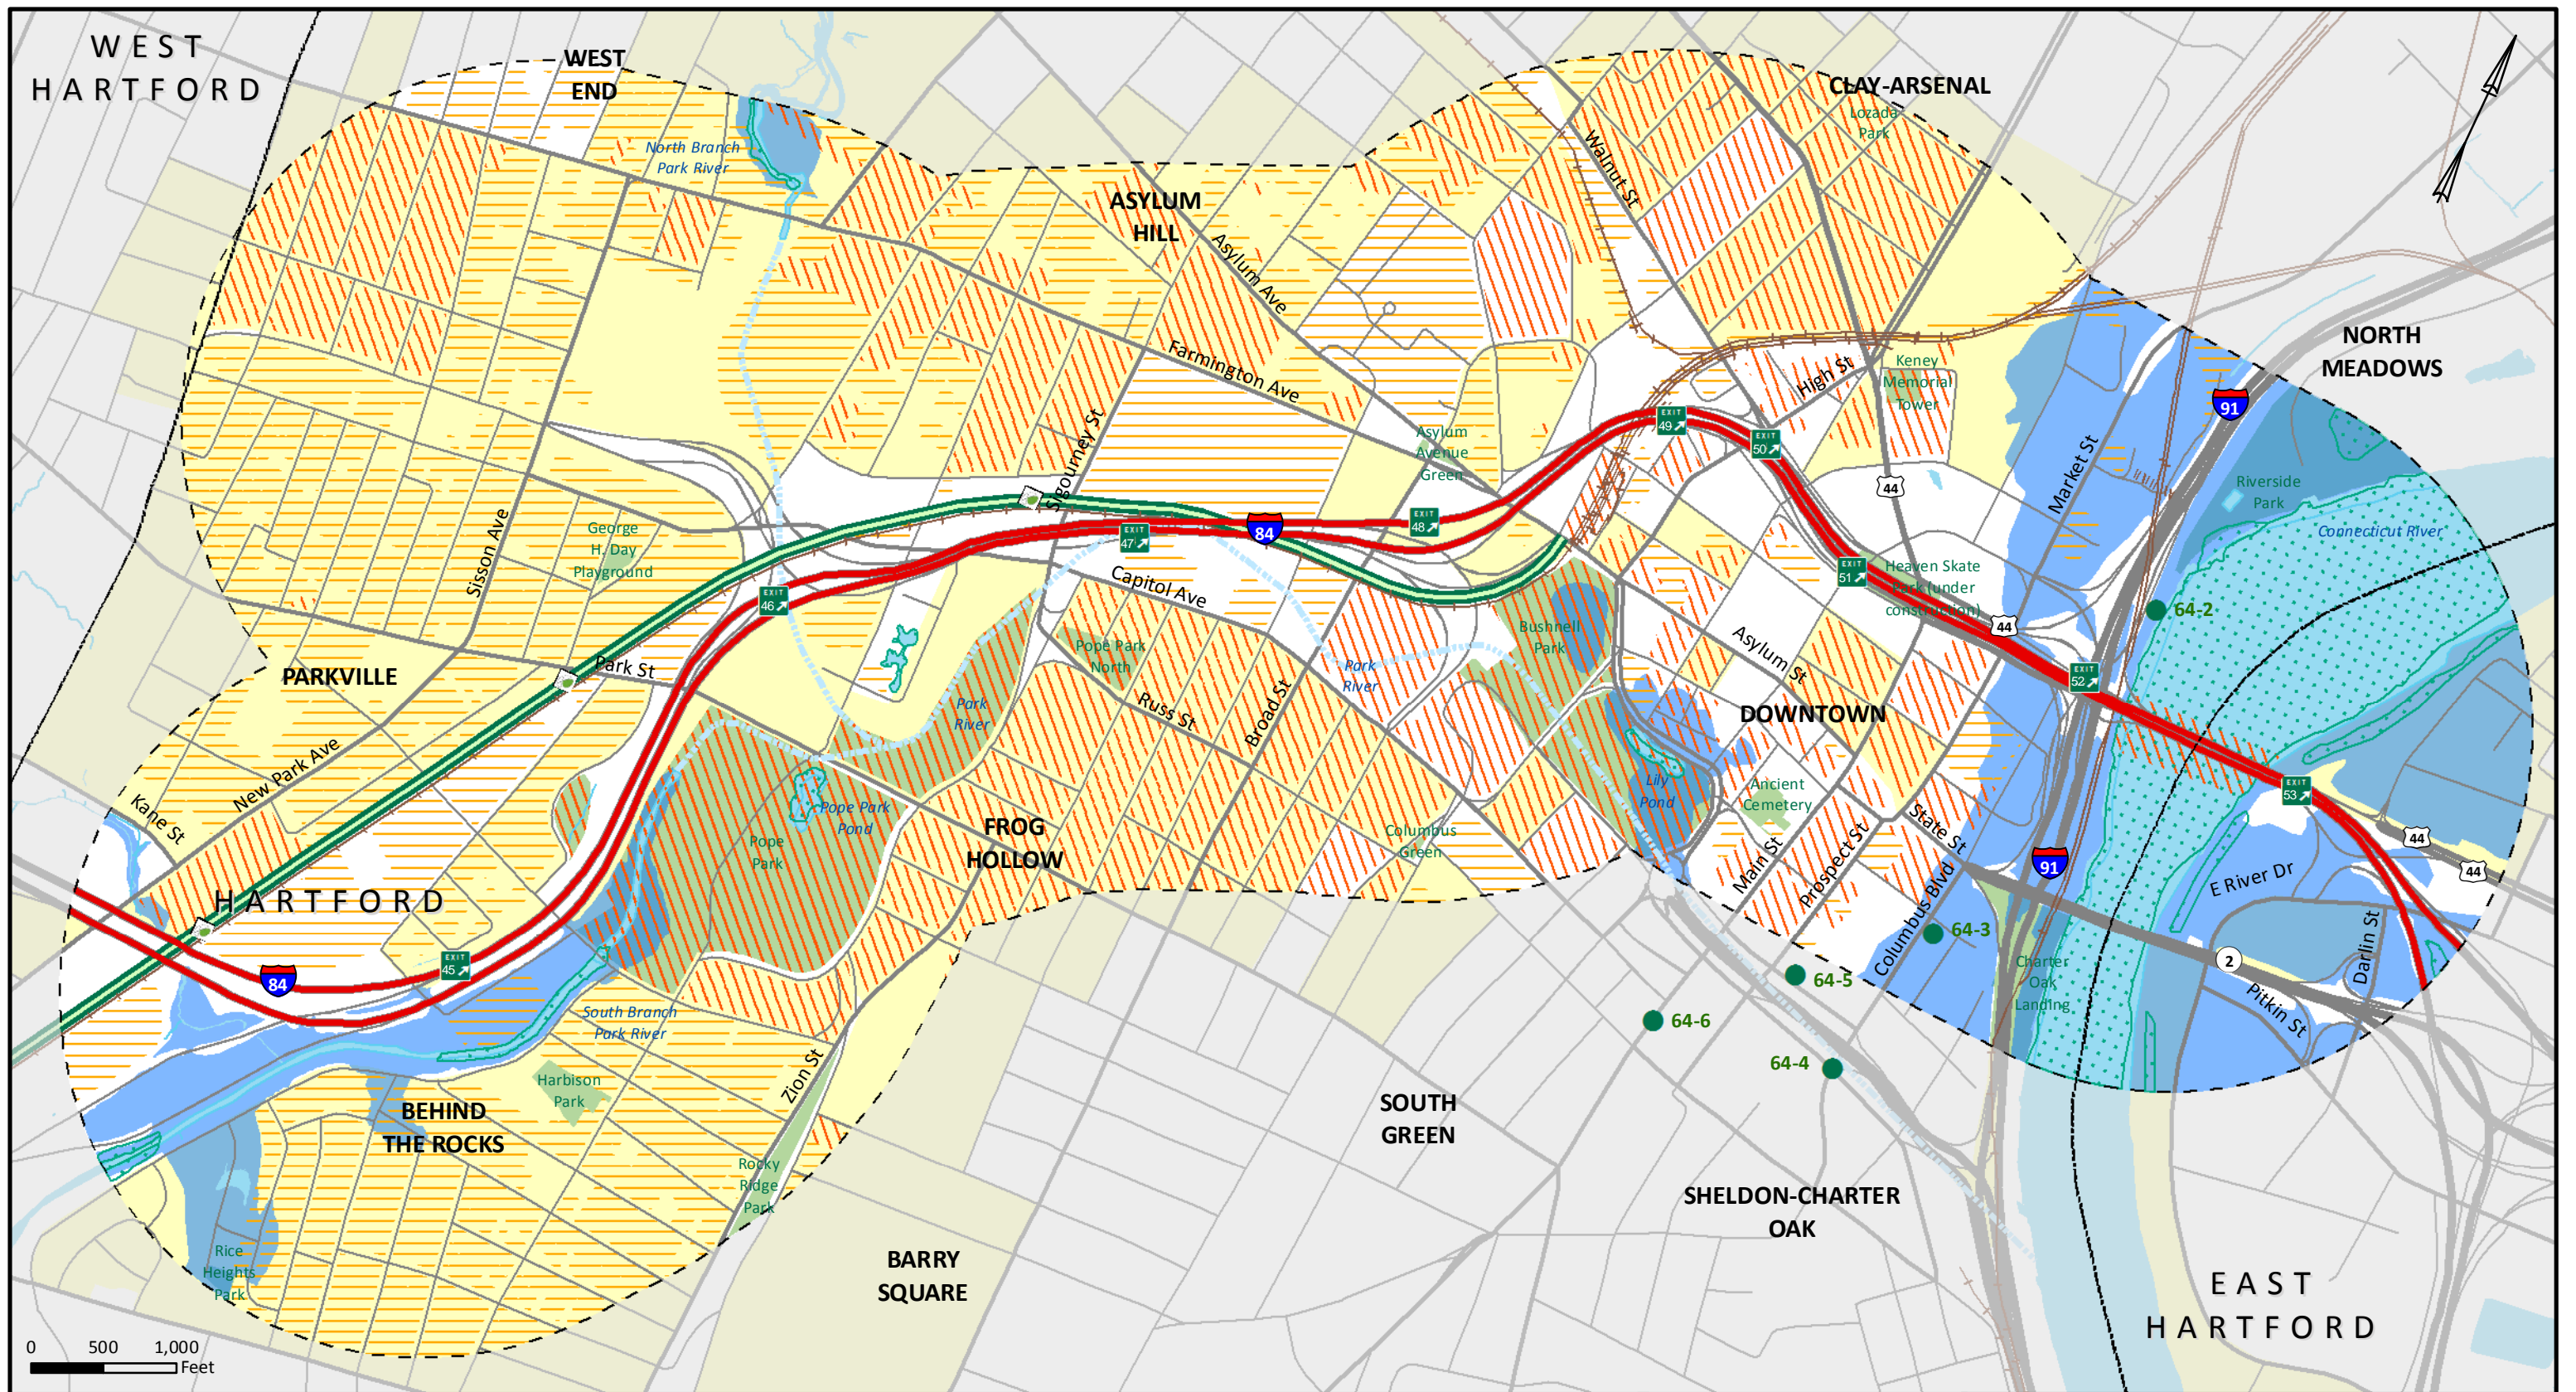 WEST
HARTFORD
WEST
END
CLAY-ARSENAL
Lozada
Park
North Branch
Park River
Walnut St
ASYLUM
HILL
Asylum Ave
Farmington Ave
NORTH
MEADOWS
High St
Keney
Memorial
Tower
91
EXIT
49
EXIT
50
Asylum
Avenue
Green
Sigourney St
44
Market St
Riverside
Park
Connecticut River
EXIT
48
84
EXIT
47
Sisson Ave
George
H. Day
Playground
EXIT
46
Capitol Ave
EXIT
51
Heaven Skate
Park (under
construction)
44
64-2
Bushnell
Park
Pope Park
North
Park
River
Asylum St
PARKVILLE
Park St
EXIT
52
Park
River
Russ St
Broad St
DOWNTOWN
New Park Ave
Kane St
Lily
Pond
Ancient
Cemetery
EXIT
53
Pope Park
Pond
Pope
Park
FROG
HOLLOW
Columbus
Green
State St
44
44
91
Main St
Prospect St
E River Dr
HARTFORD
Columbus Blvd
64-3
Darlin St
2
Charter
Oak
Landing
Pitkin St
EXIT
45
84
64-5
64-6
64-4
South Branch
Park River
Harbison
Park
Zion St
BEHIND
THE ROCKS
SOUTH
GREEN
Rocky
Ridge
Park
SHELDON-CHARTER
OAK
Rice
Heights
Park
BARRY
SQUARE
EAST
HARTFORD
0 500 1,000
Feet